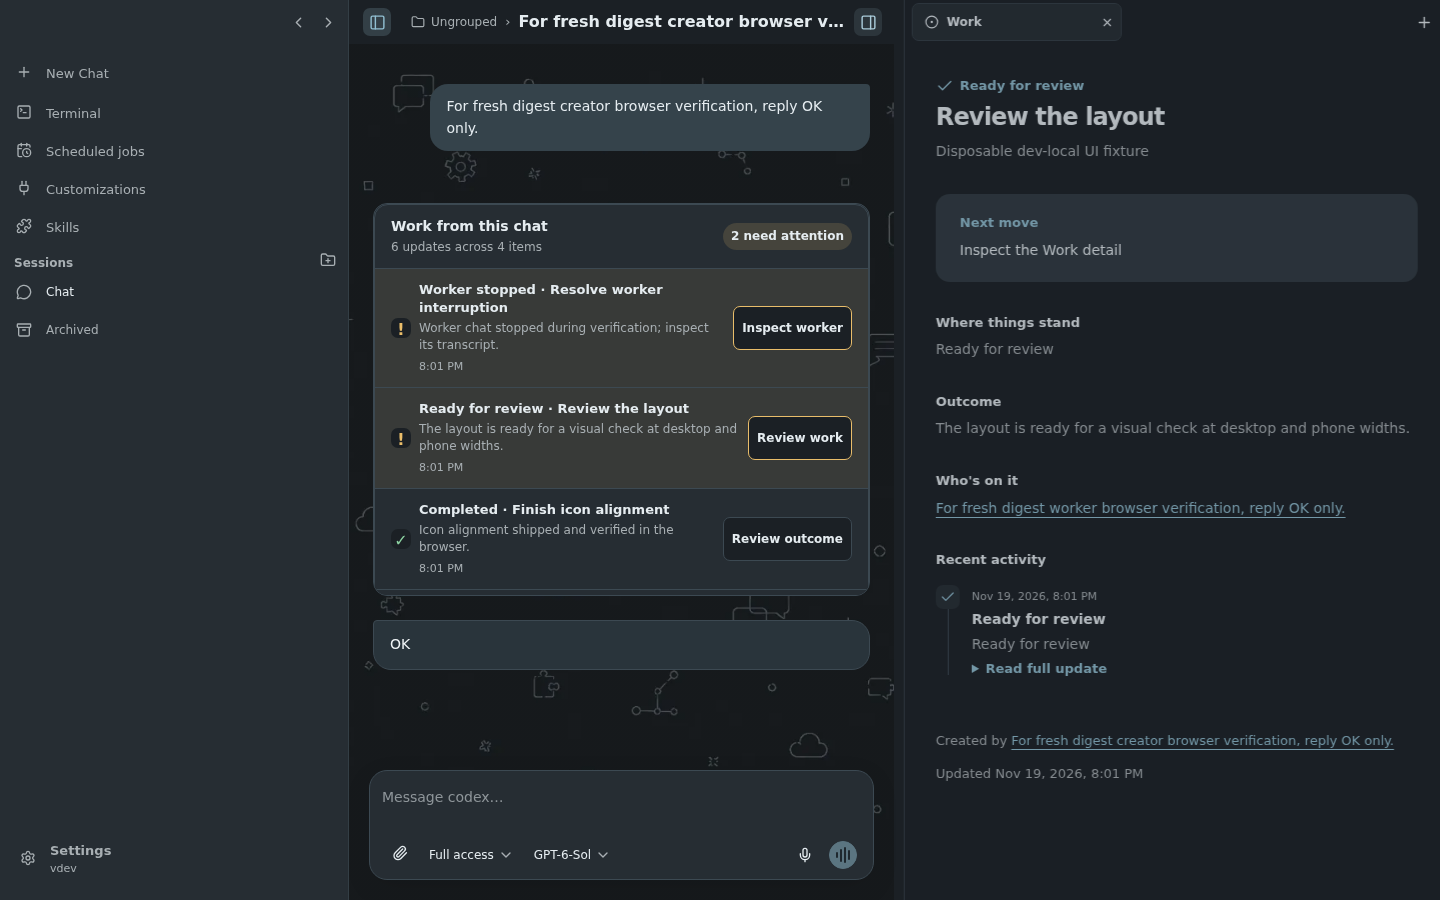 New Chat
Terminal
Scheduled jobs
Customizations
Skills
Sessions
Chat
Archived
Settings
vdev
Ungrouped › For fresh digest creator browser v...
For fresh digest creator browser verification, reply OK
only.
Work from this chat
6 updates across 4 items
2 need attention
Worker stopped · Resolve worker
interruption
Worker chat stopped during verification; inspect
its transcript.
8:01 PM
Inspect worker
Ready for review · Review the layout
The layout is ready for a visual check at desktop and
phone widths.
8:01 PM
Review work
Completed · Finish icon alignment
Icon alignment shipped and verified in the
browser.
8:01 PM
Review outcome
OK
Message codex...
Full access
GPT-6-Sol
Work
Ready for review
Review the layout
Disposable dev-local UI fixture
Next move
Inspect the Work detail
Where things stand
Ready for review
Outcome
The layout is ready for a visual check at desktop and phone widths.
Who's on it
For fresh digest worker browser verification, reply OK only.
Recent activity
Nov 19, 2026, 8:01 PM
Ready for review
Ready for review
Read full update
Created by For fresh digest creator browser verification, reply OK only.
Updated Nov 19, 2026, 8:01 PM